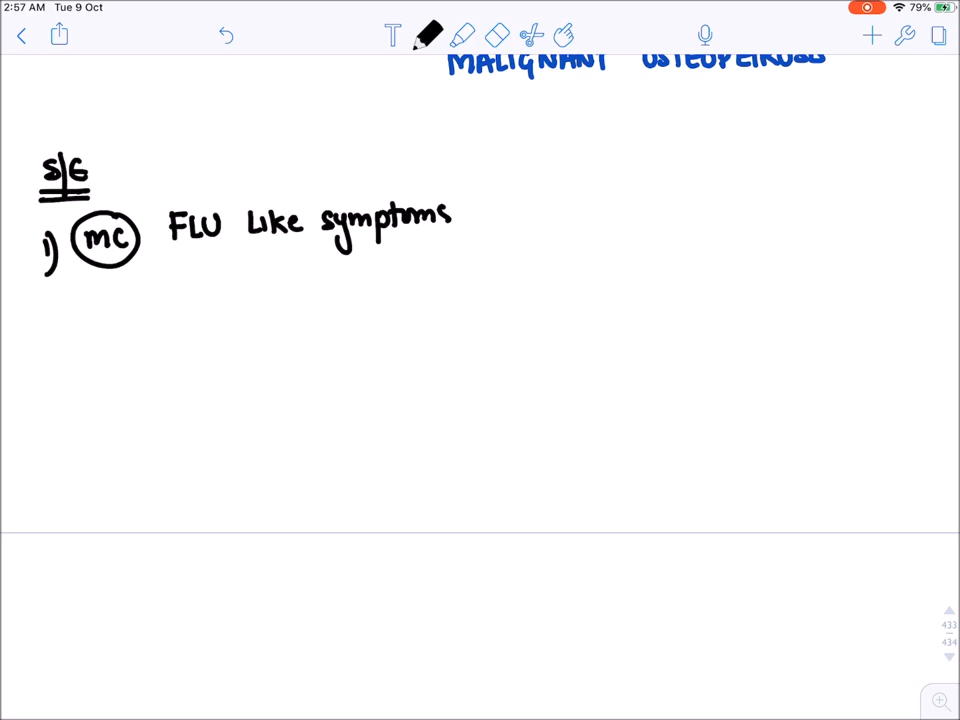 2:57 AM Tue 9 Oct 79%
T
MALIGNANT OSTEOPETROSIS
S|E
1) MC FLU Like symptoms
433
434